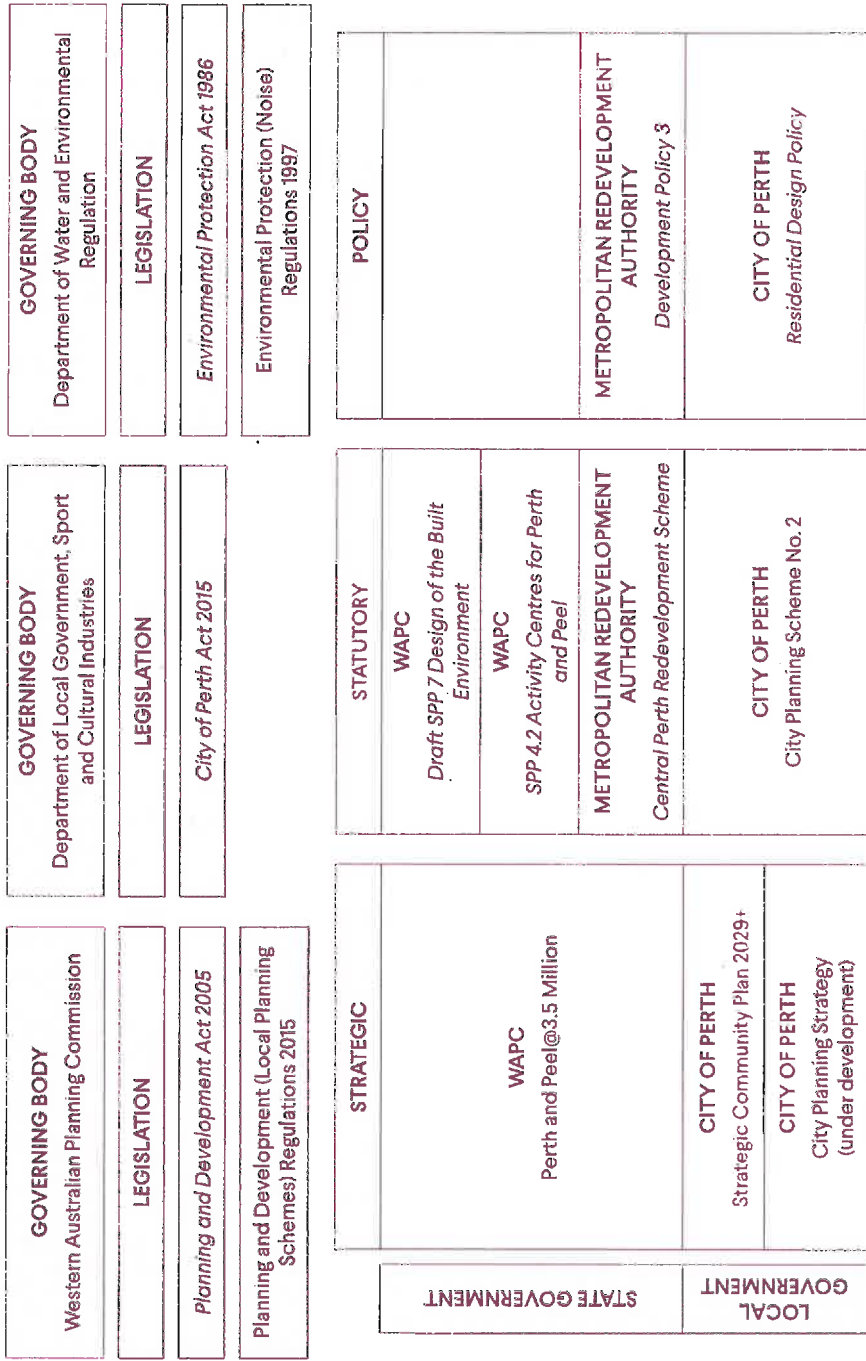 GOVERNING BODY
Western Australian Planning Commission
LEGISLATION
Planning and Development Act 2005
Planning and Development (Local Planning
Schemes) Regulations 2015
GOVERNING BODY
Department of Local Government, Sport
and Cultural Industries
LEGISLATION
City of Perth Act 2015
GOVERNING BODY
Department of Water and Environmental
Regulation
LEGISLATION
Environmental Protection Act 1986
Environmental Protection (Noise)
Regulations 1997
STRATEGIC
STATUTORY
POLICY
STATE GOVERNMENT
WAPC
Perth and Peel@3.5 Million
WAPC
Draft SPP 7 Design of the Built
Environment
WAPC
SPP 4.2 Activity Centres for Perth
and Peel
METROPOLITAN REDEVELOPMENT
AUTHORITY
Central Perth Redevelopment Scheme
METROPOLITAN REDEVELOPMENT
AUTHORITY
Development Policy 3
LOCAL
GOVERNMENT
CITY OF PERTH
Strategic Community Plan 2029+
CITY OF PERTH
City Planning Strategy
(under development)
CITY OF PERTH
City Planning Scheme No. 2
CITY OF PERTH
Residential Design Policy